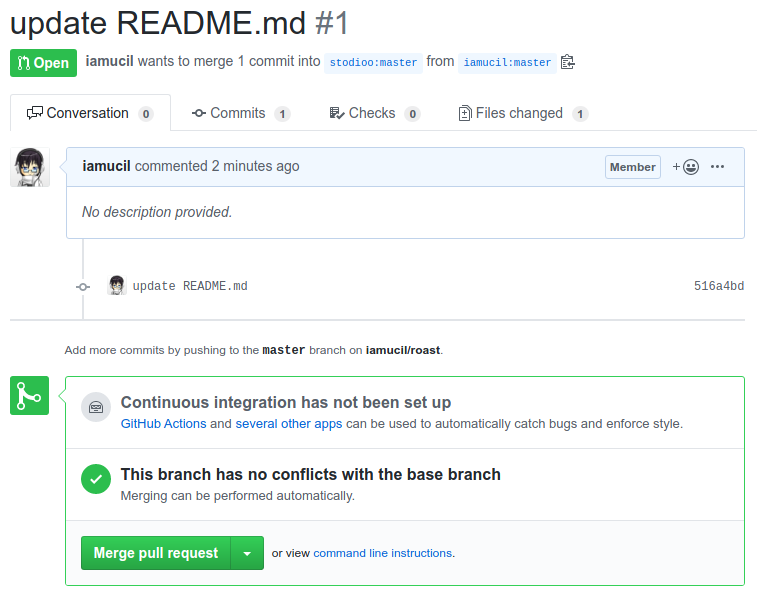 update README.md #1
Open iamucil wants to merge 1 commit into stodioo:master from iamucil:master
Conversation 0 Commits 1 Checks 0 Files changed 1
iamucil commented 2 minutes ago Member + ...
No description provided.
update README.md 516a4bd
Add more commits by pushing to the master branch on iamucil/roast.
Continuous integration has not been set up
GitHub Actions and several other apps can be used to automatically catch bugs and enforce style.
This branch has no conflicts with the base branch
Merging can be performed automatically.
Merge pull request or view command line instructions.